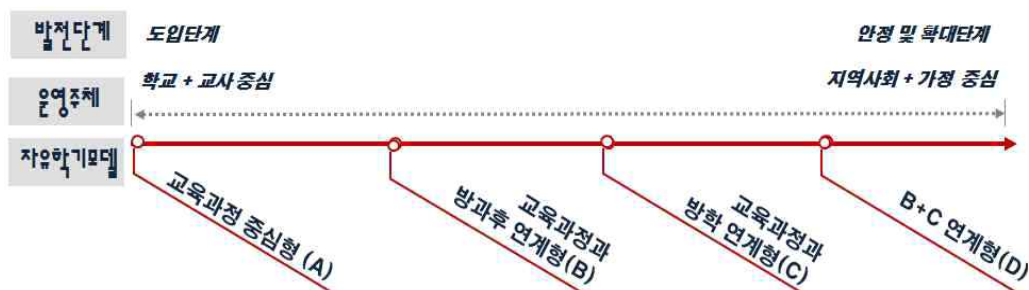 발전단계
도입단계
안정 및 확대단계
운영주체
학교 + 교사 중심
지역사회 + 가정 중심
자유학기모델
교육과정 중심형 (A)
교육과정과
방과후 연계형(B)
교육과정과
방학 연계형(C)
B+C 연계형(D)